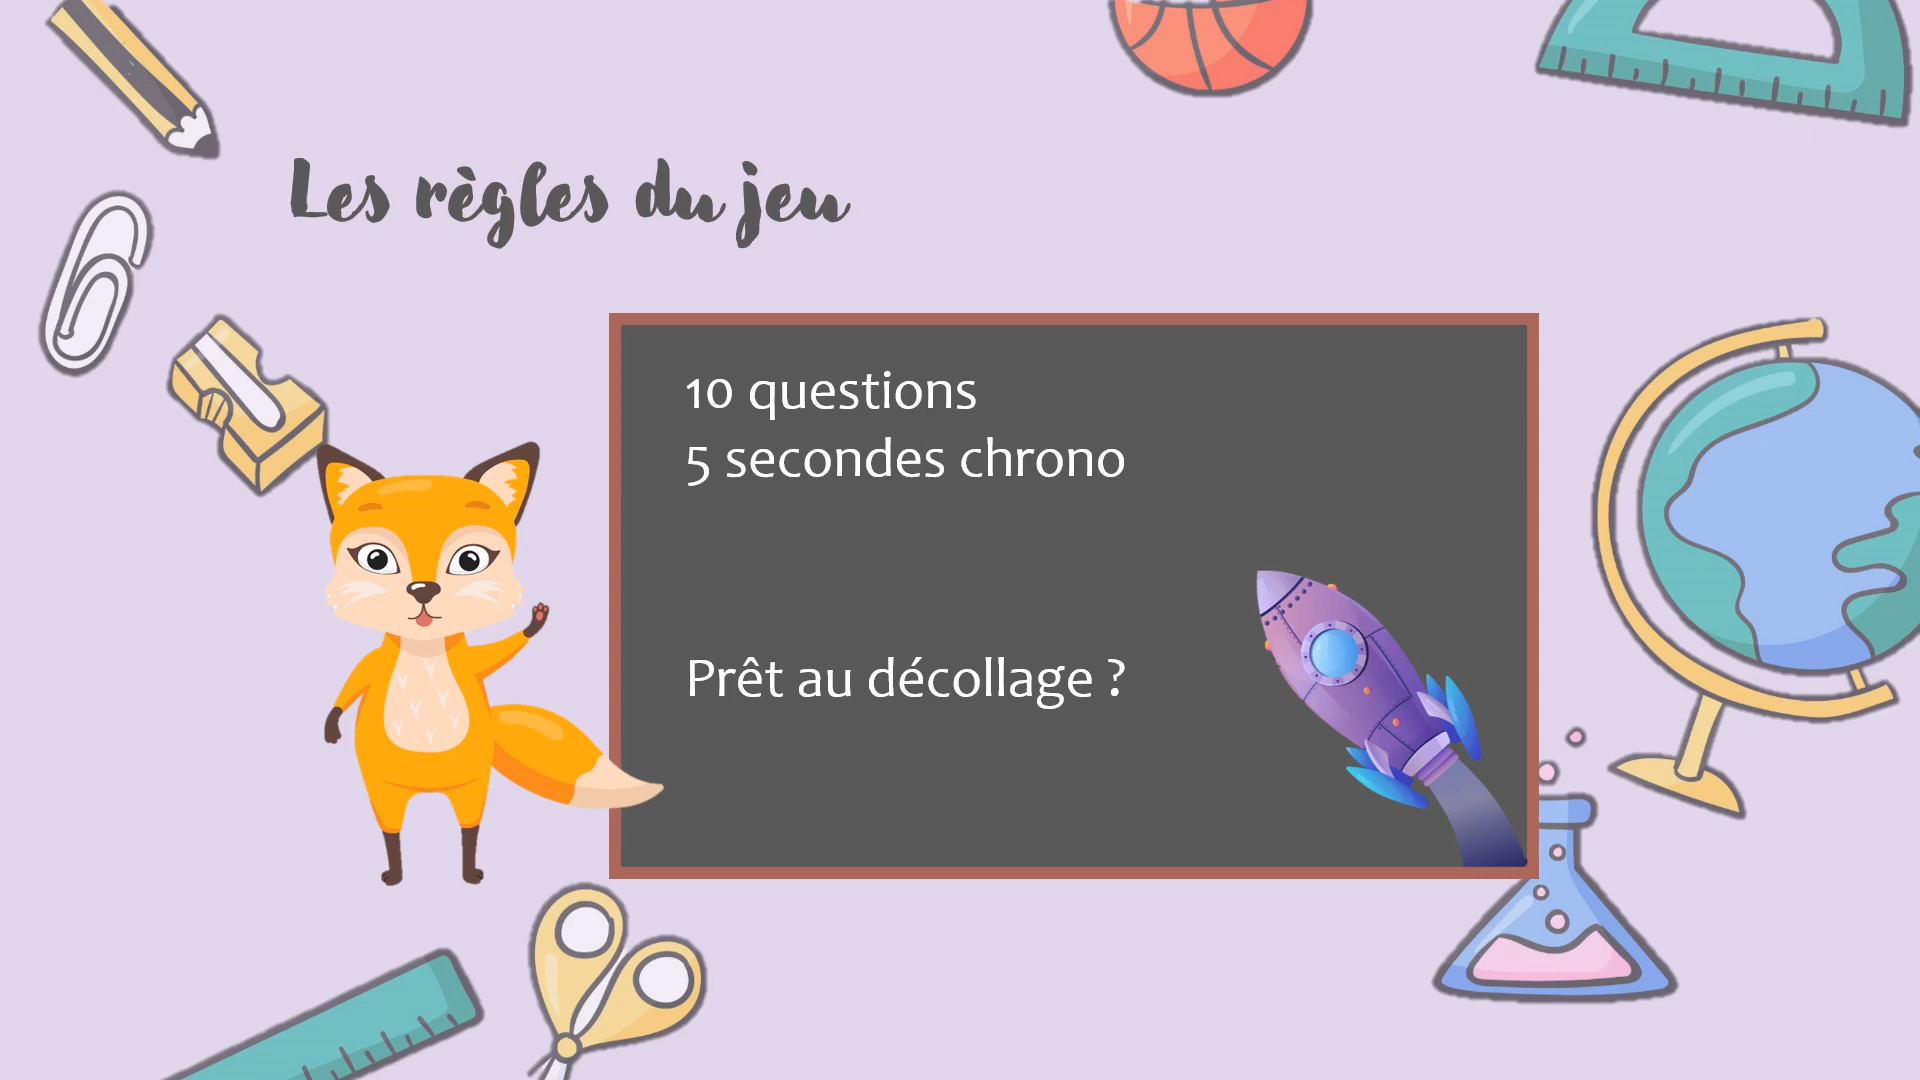 Les règles du jeu
10 questions
5 secondes chrono
Prêt au décollage ?